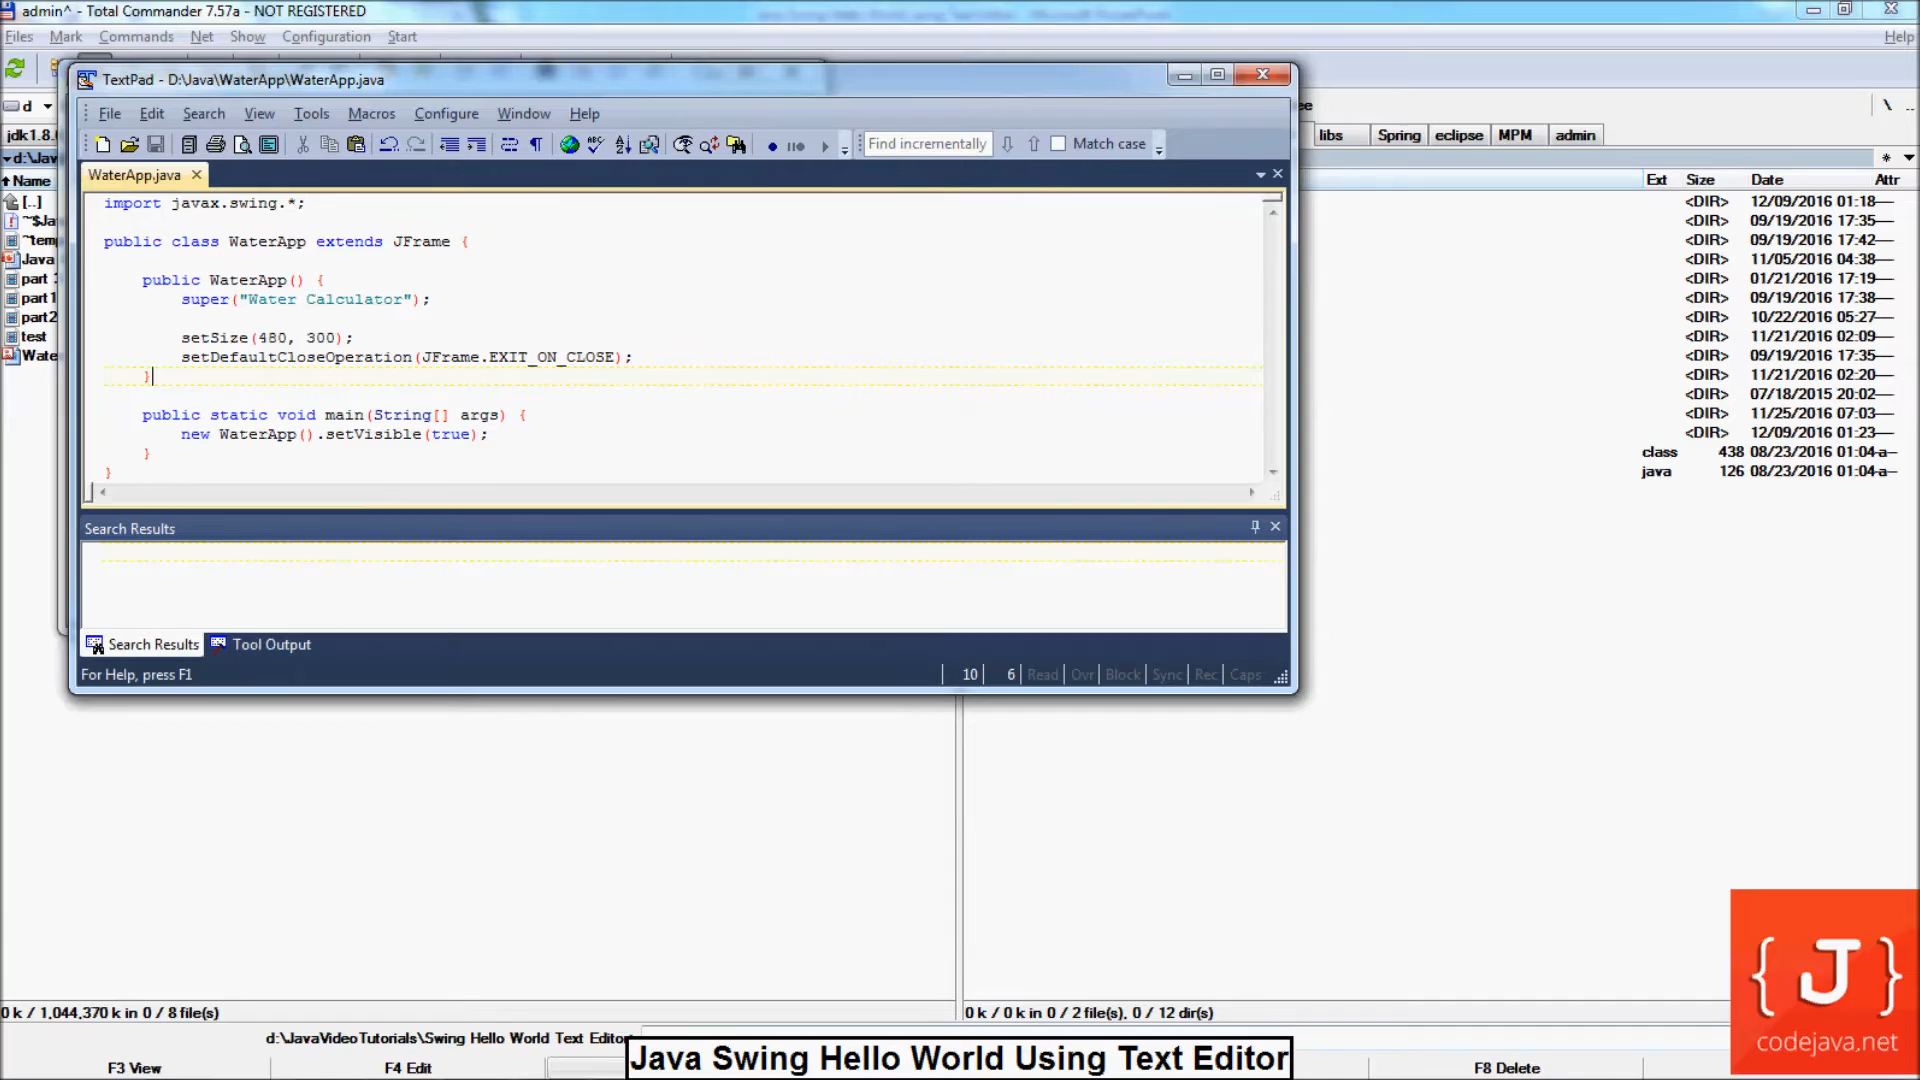 admin^ - Total Commander 7.57a - NOT REGISTERED
Files Mark Commands Net Show Configuration Start Help
TextPad - D:\Java\WaterApp\WaterApp.java
File Edit Search View Tools Macros Configure Window Help
Find incrementally Match case
d
jdk1.8.
d:\Jav
Name
[..]
~$Ja
~tem
Java
part
part1
part2
test
Wate
WaterApp.java
import javax.swing.*;
public class WaterApp extends JFrame {
public WaterApp() {
super("Water Calculator");
setSize(480, 300);
setDefaultCloseOperation(JFrame.EXIT_ON_CLOSE);
}
public static void main(String[] args) {
new WaterApp().setVisible(true);
}
}
Search Results
Search Results Tool Output
For Help, press F1 10 6 Read Ovr Block Sync Rec Caps
ee \ ..
libs Spring eclipse MPM admin
* 
Ext Size Date Attr
<DIR> 12/09/2016 01:18----
<DIR> 09/19/2016 17:35----
<DIR> 09/19/2016 17:42----
<DIR> 11/05/2016 04:38----
<DIR> 01/21/2016 17:19----
<DIR> 09/19/2016 17:38----
<DIR> 10/22/2016 05:27----
<DIR> 11/21/2016 02:09----
<DIR> 09/19/2016 17:35----
<DIR> 11/21/2016 02:20----
<DIR> 07/18/2015 20:02----
<DIR> 11/25/2016 07:03----
<DIR> 12/09/2016 01:23----
class 438 08/23/2016 01:04-a--
java 126 08/23/2016 01:04-a--
0 k / 1,044,370 k in 0 / 8 file(s)
0 k / 0 k in 0 / 2 file(s), 0 / 12 dir(s)
d:\JavaVideoTutorials\Swing Hello World Text Editor
F3 View F4 Edit F8 Delete
Java Swing Hello World Using Text Editor
{ J }
codejava.net